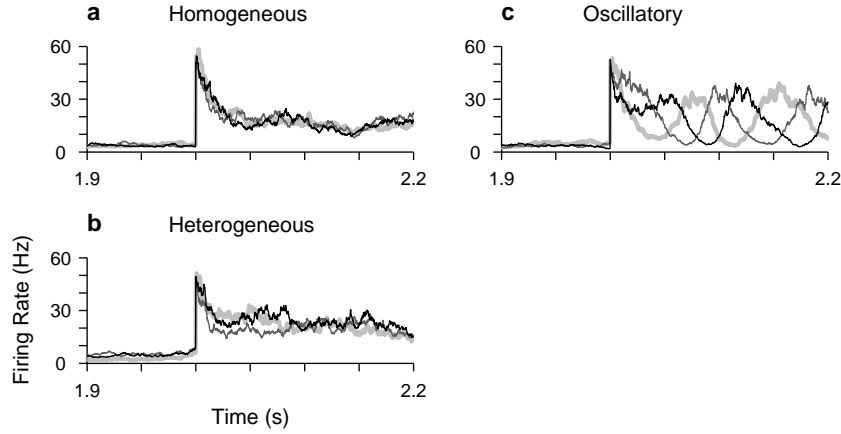 a Homogeneous
60
30
0
1.9 2.2
b Heterogeneous
60
30
0
1.9 2.2
Firing Rate (Hz)
Time (s)
c Oscillatory
60
30
0
1.9 2.2